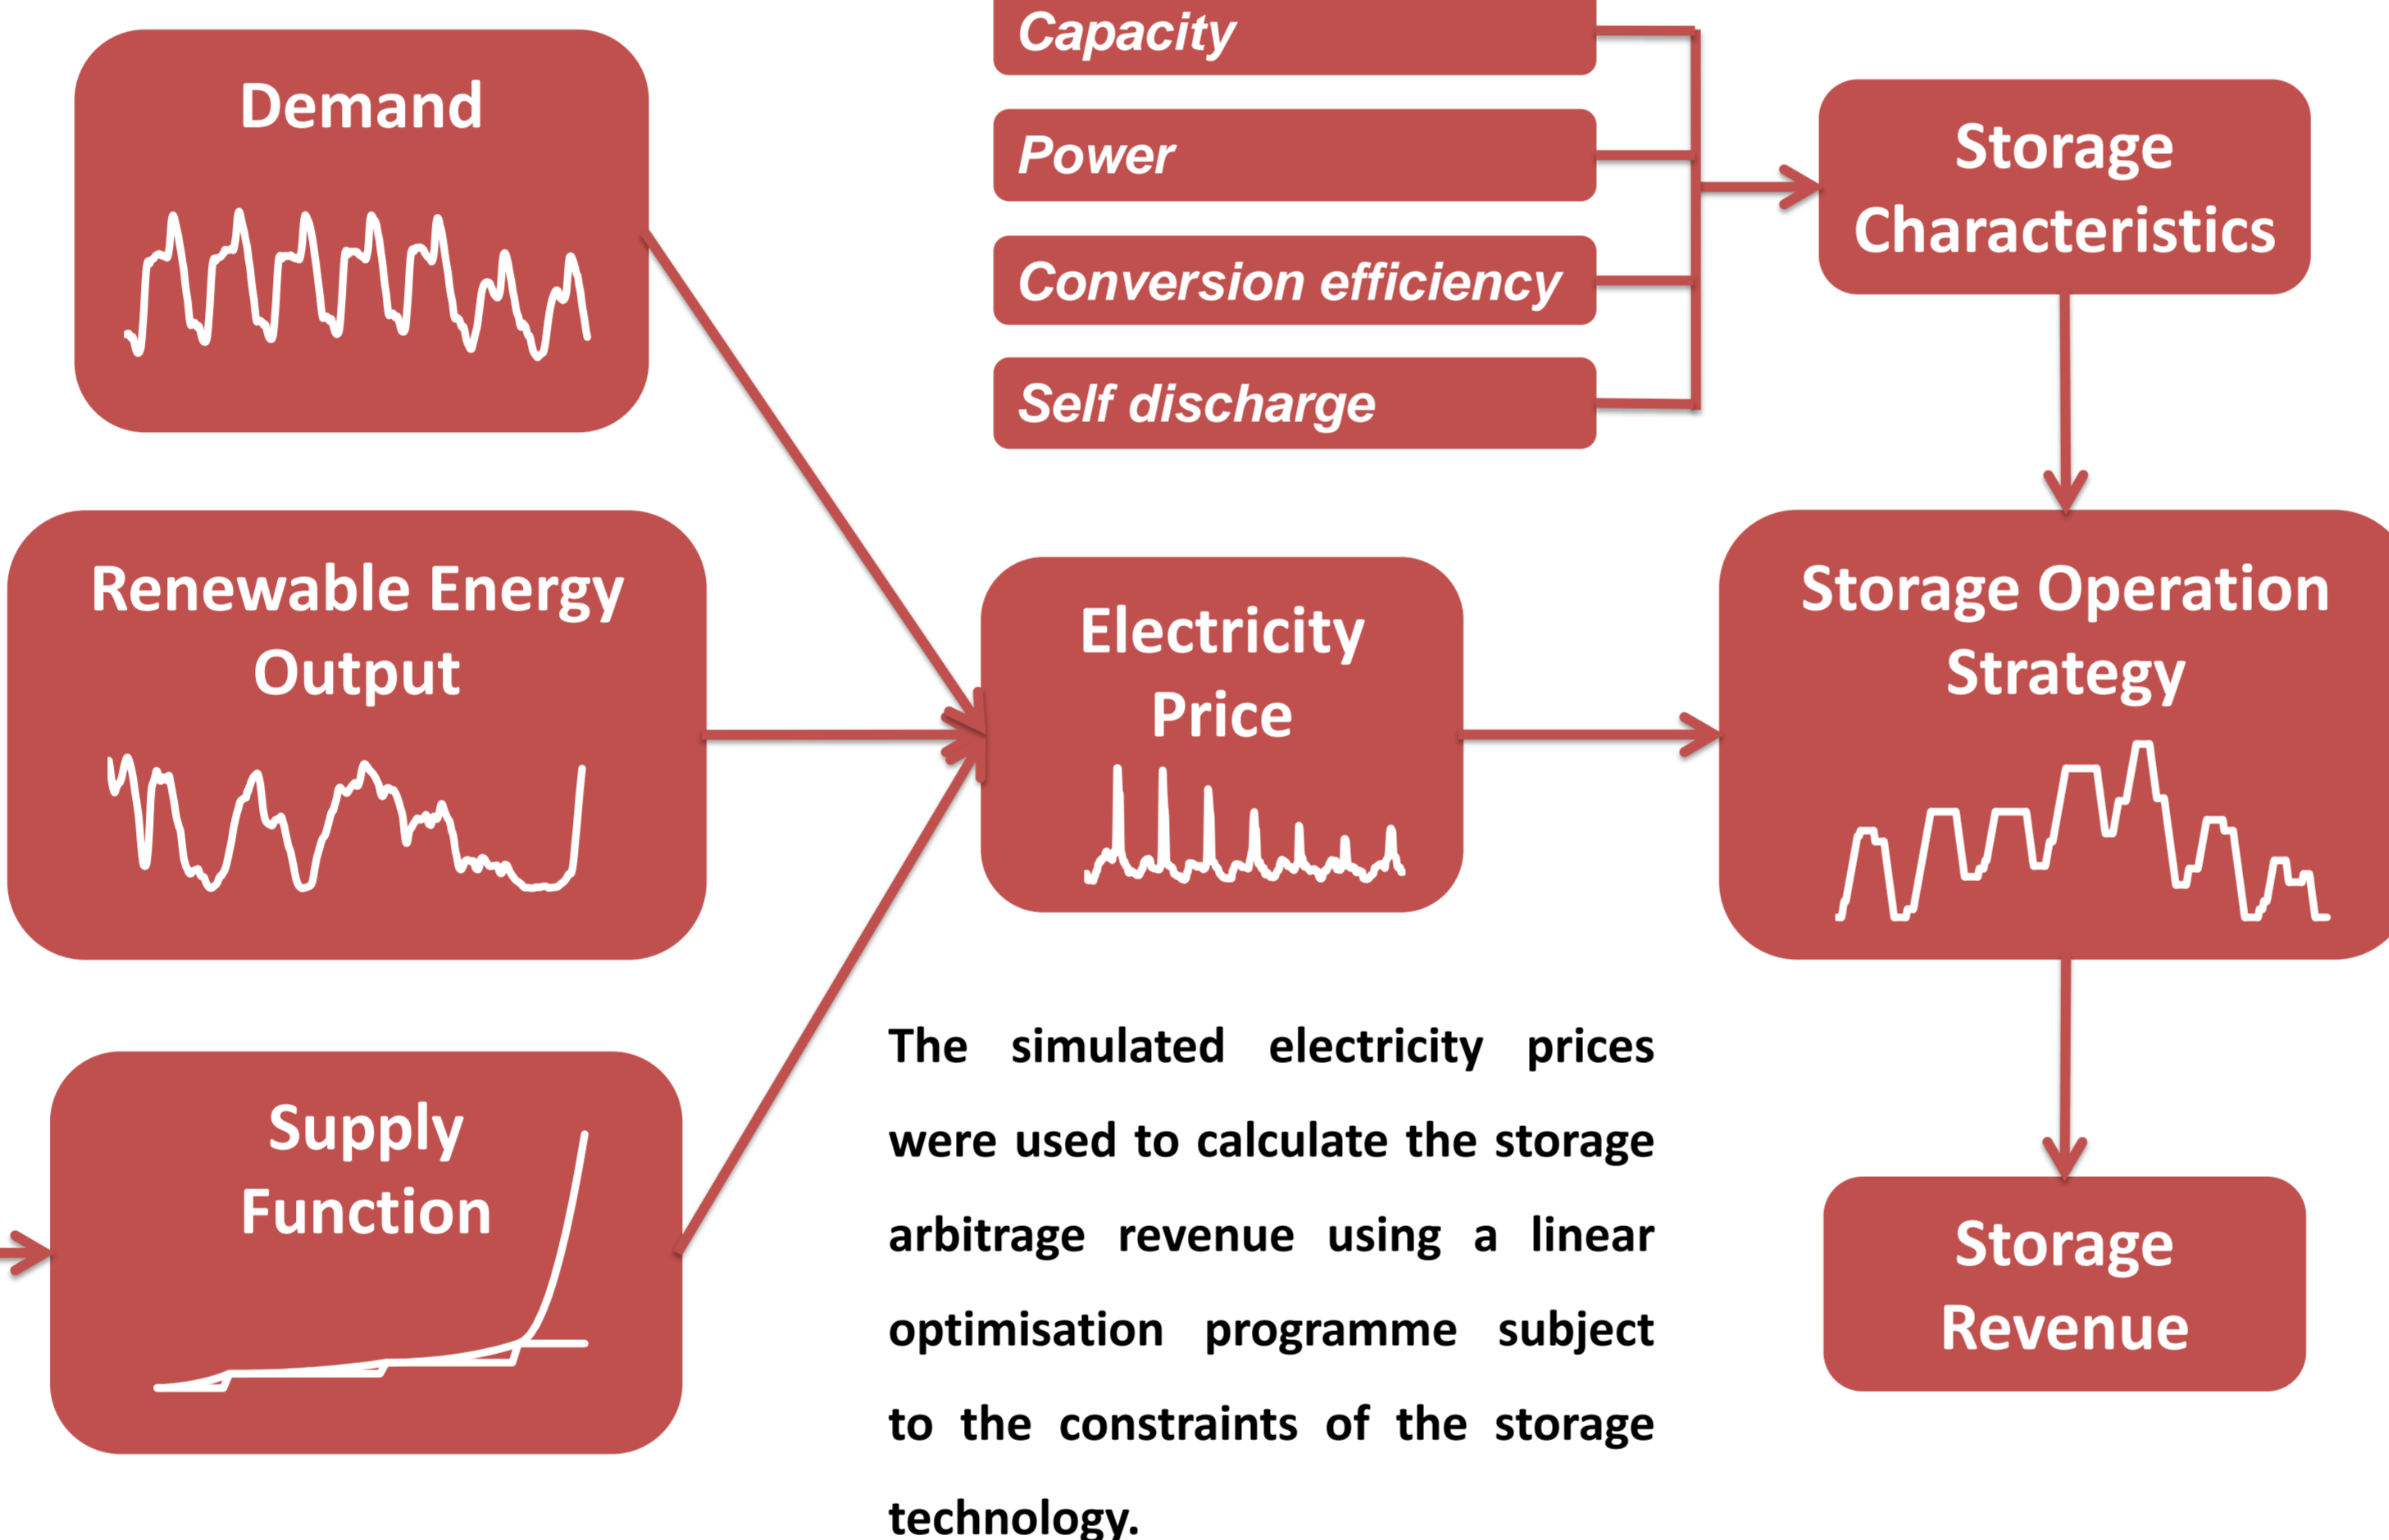 Demand
Capacity
Power
Conversion efficiency
Self discharge
Storage
Characteristics
Renewable Energy
Output
Electricity
Price
Storage Operation
Strategy
Supply
Function
The simulated electricity prices
were used to calculate the storage
arbitrage revenue using a linear
optimisation programme subject
to the constraints of the storage
technology.
Storage
Revenue